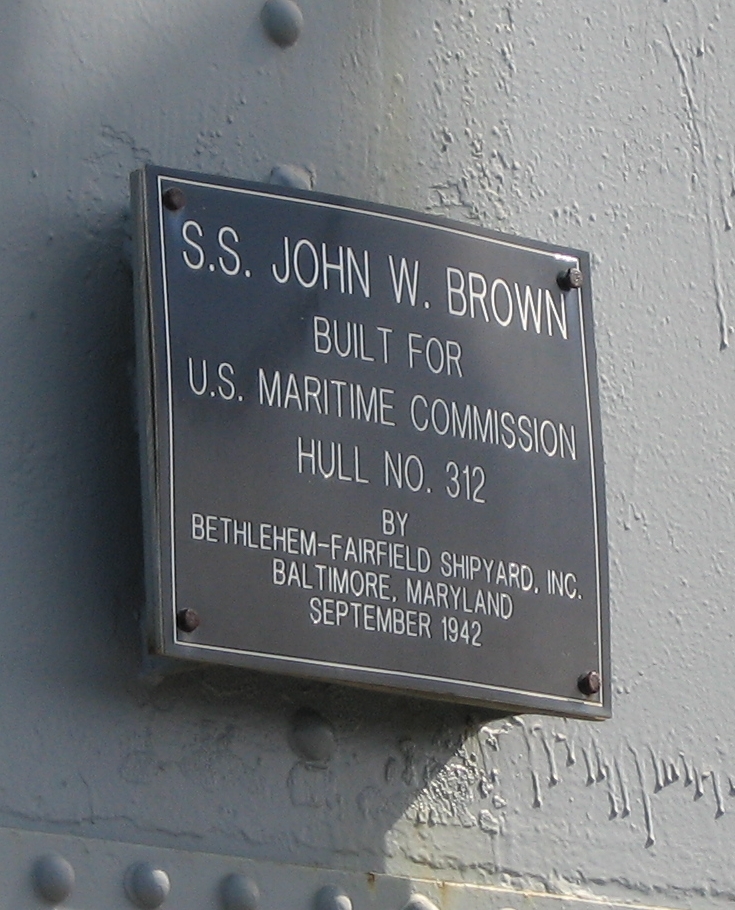 S.S. JOHN W. BROWN
BUILT FOR
U.S. MARITIME COMMISSION
HULL NO. 312
BY
BETHLEHEM-FAIRFIELD SHIPYARD, INC.
BALTIMORE, MARYLAND
SEPTEMBER 1942